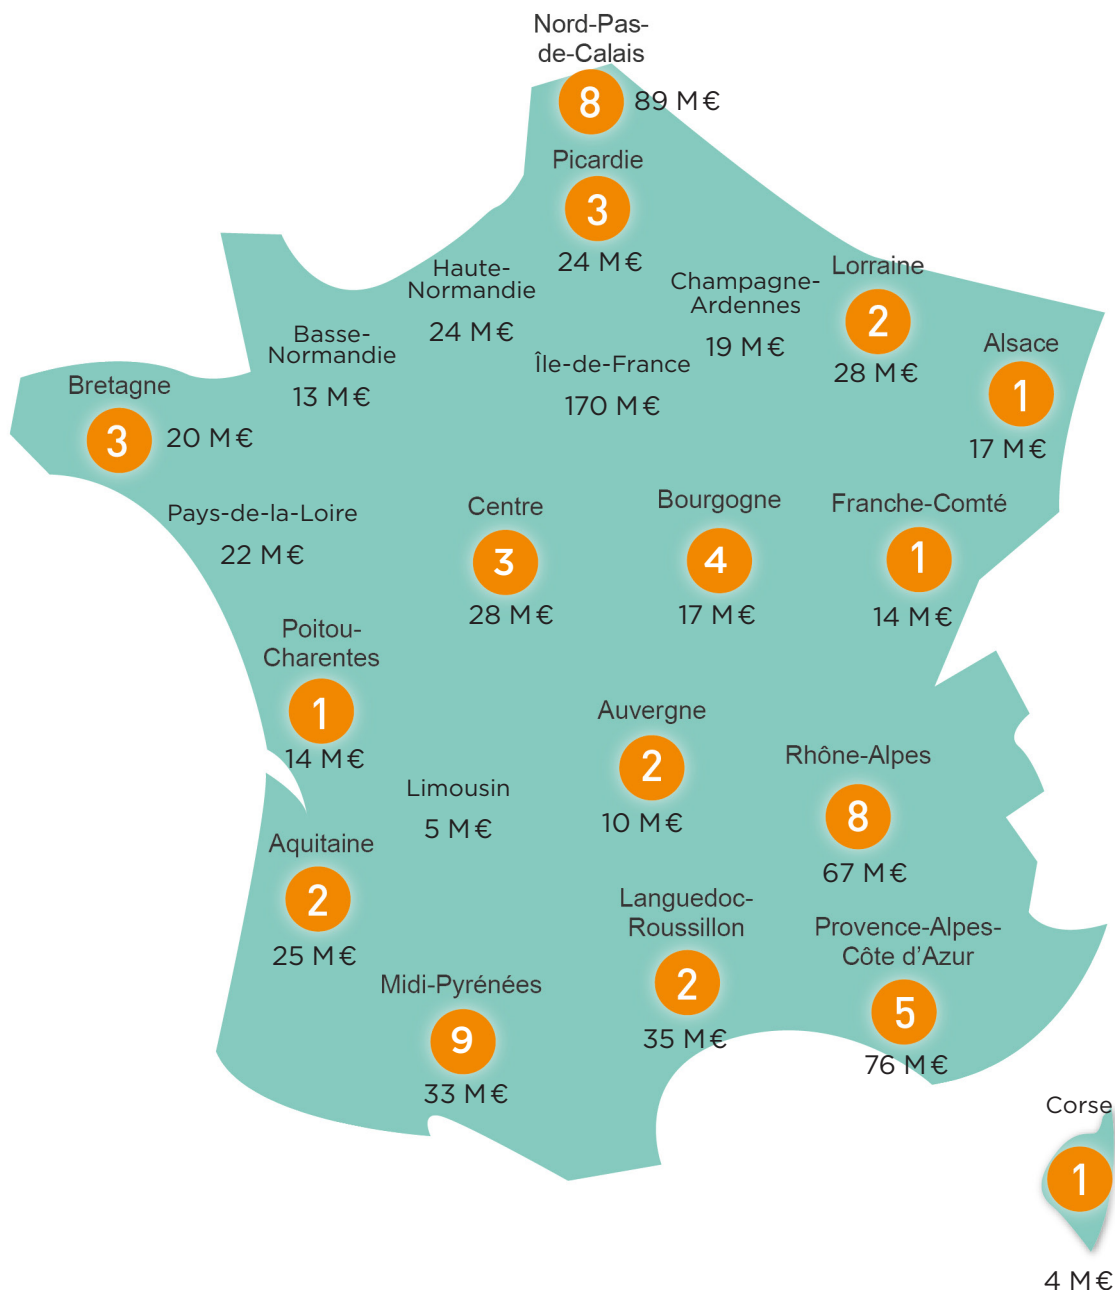 Nord-Pas-
de-Calais
8
89 M€
Picardie
3
24 M€
Haute-
Normandie
24 M€
Champagne-
Ardennes
19 M€
Lorraine
2
28 M€
Basse-
Normandie
13 M€
Île-de-France
170 M€
Alsace
1
17 M€
Bretagne
3
20 M€
Pays-de-la-Loire
22 M€
Centre
3
28 M€
Bourgogne
4
17 M€
Franche-Comté
1
14 M€
Poitou-
Charentes
1
14 M€
Auvergne
2
10 M€
Rhône-Alpes
8
67 M€
Limousin
5 M€
Aquitaine
2
25 M€
Languedoc-
Roussillon
2
35 M€
Provence-Alpes-
Côte d’Azur
5
76 M€
Midi-Pyrénées
9
33 M€
Corse
1
4 M€